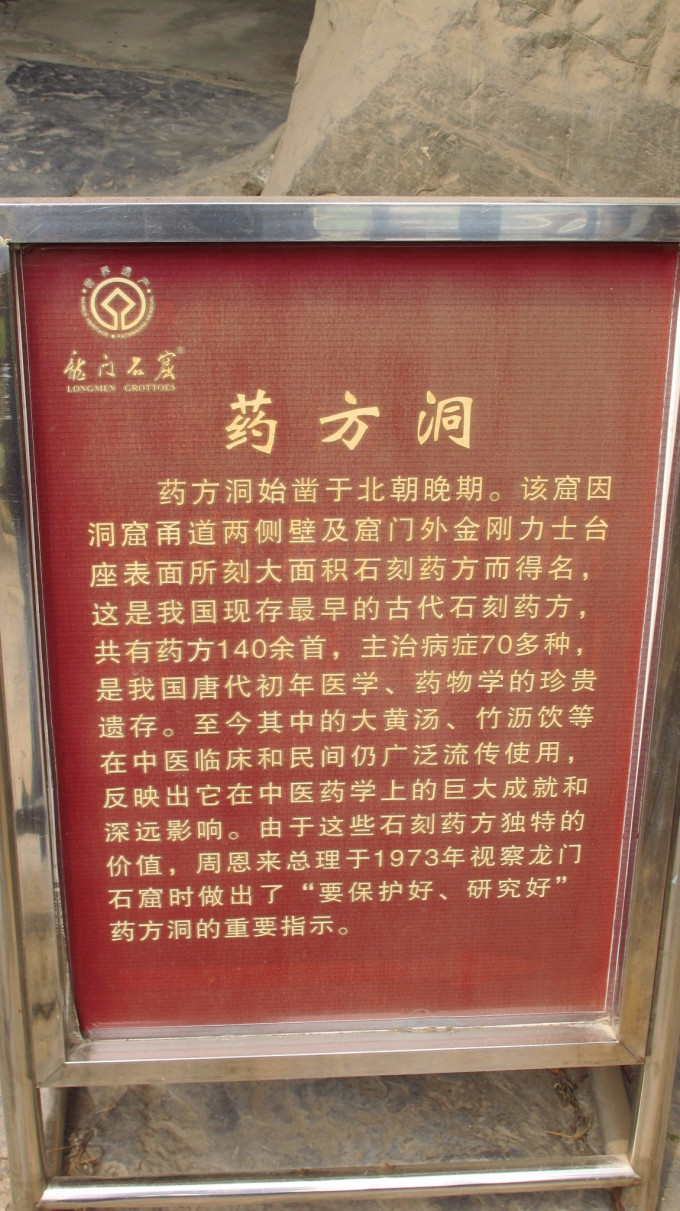 世界遗产
龙门石窟
LONGMEN GROTTOES
药方洞
药方洞始凿于北朝晚期。该窟因
洞窟甬道两侧壁及窟门外金刚力士台
座表面所刻大面积石刻药方而得名，
这是我国现存最早的古代石刻药方，
共有药方140余首，主治病症70多种，
是我国唐代初年医学、药物学的珍贵
遗存。至今其中的大黄汤、竹沥饮等
在中医临床和民间仍广泛流传使用，
反映出它在中医药学上的巨大成就和
深远影响。由于这些石刻药方独特的
价值，周恩来总理于1973年视察龙门
石窟时做出了“要保护好、研究好”
药方洞的重要指示。